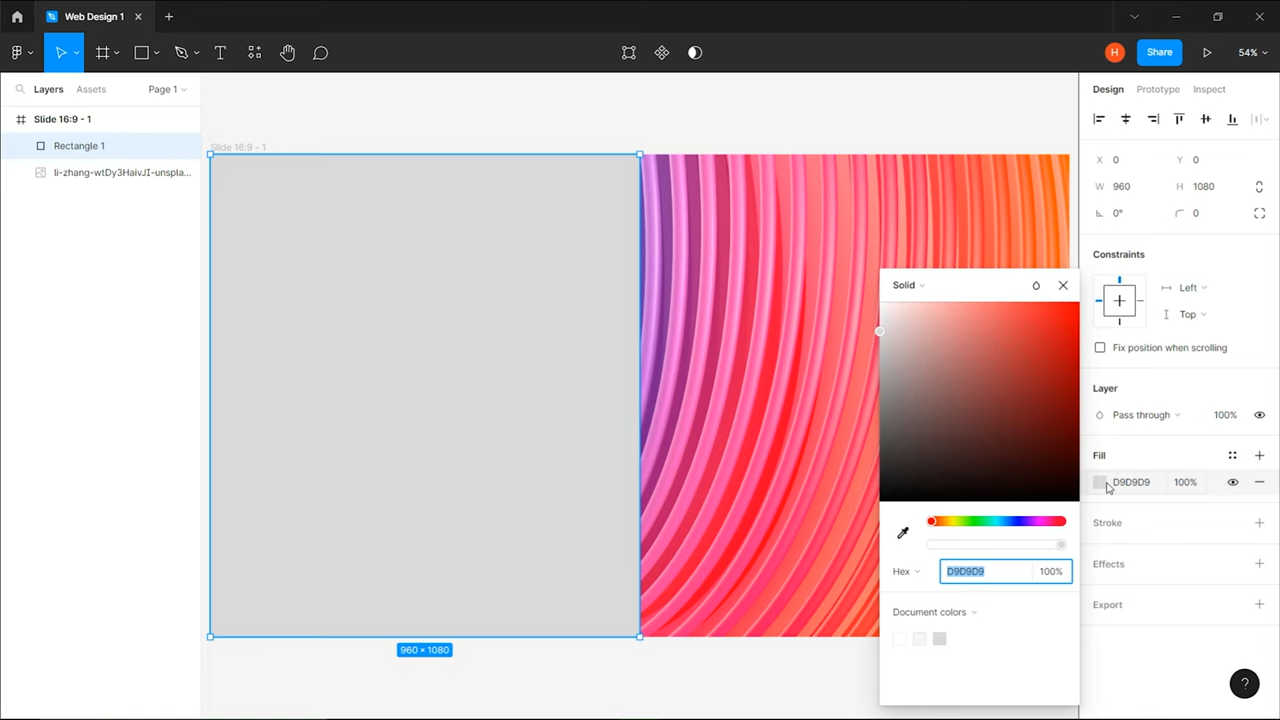 Web Design 1
Share
54%
Layers
Assets
Page 1
Design
Prototype
Inspect
Slide 16:9 - 1
Rectangle 1
li-zhang-wtDy3HaivJI-unspla...
Slide 16:9 - 1
X 0
Y 0
W 960
H 1080
0°
0
Constraints
Left
Top
Fix position when scrolling
Layer
Pass through
100%
Fill
D9D9D9
100%
Stroke
Effects
Export
Solid
Hex
D9D9D9
100%
Document colors
960 × 1080
H
?